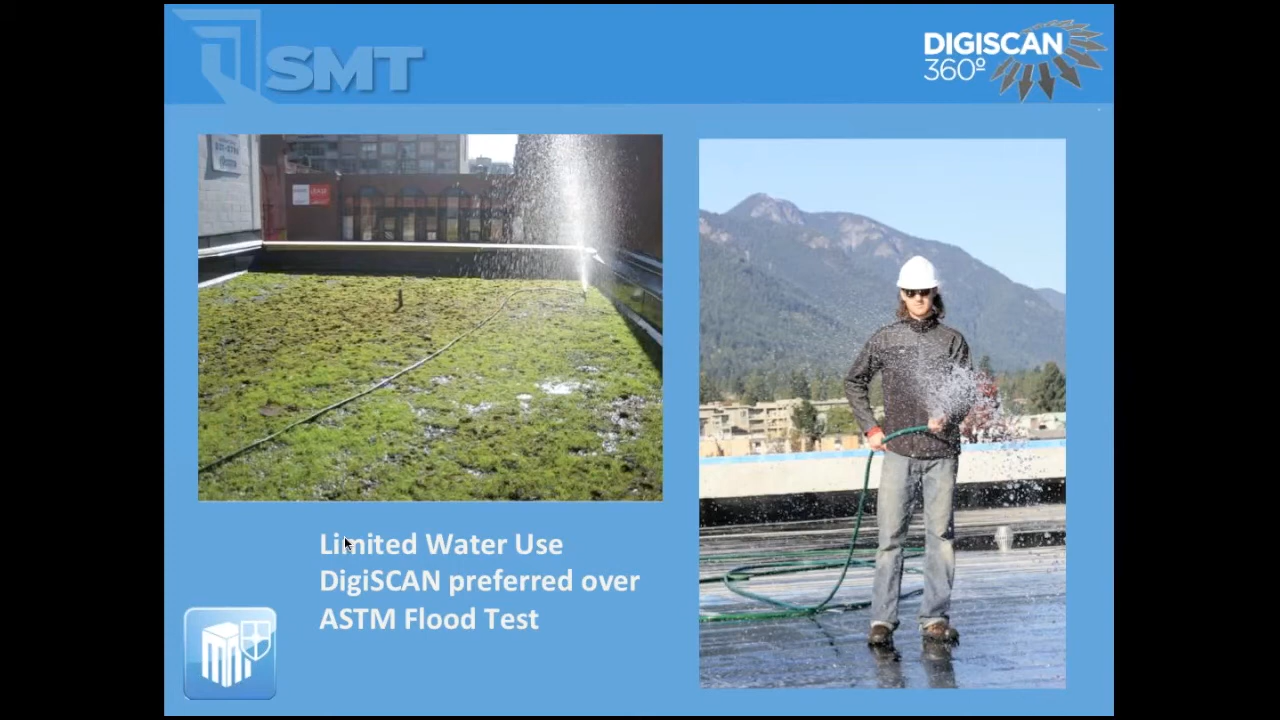 SMT
DIGISCAN
360º
Limited Water Use
DigiSCAN preferred over
ASTM Flood Test